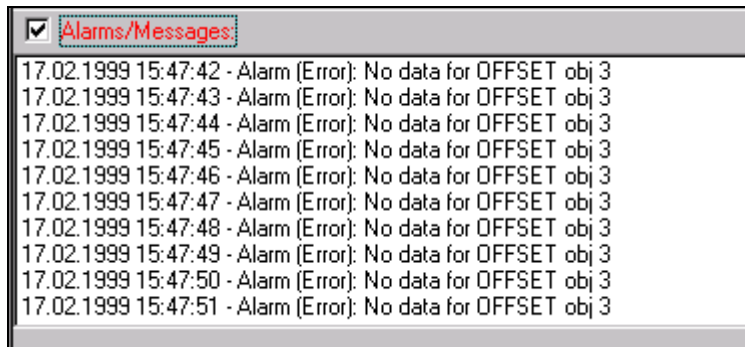 Alarms/Messages:
17.02.1999 15:47:42 - Alarm (Error): No data for OFFSET obj 3
17.02.1999 15:47:43 - Alarm (Error): No data for OFFSET obj 3
17.02.1999 15:47:44 - Alarm (Error): No data for OFFSET obj 3
17.02.1999 15:47:45 - Alarm (Error): No data for OFFSET obj 3
17.02.1999 15:47:46 - Alarm (Error): No data for OFFSET obj 3
17.02.1999 15:47:47 - Alarm (Error): No data for OFFSET obj 3
17.02.1999 15:47:48 - Alarm (Error): No data for OFFSET obj 3
17.02.1999 15:47:49 - Alarm (Error): No data for OFFSET obj 3
17.02.1999 15:47:50 - Alarm (Error): No data for OFFSET obj 3
17.02.1999 15:47:51 - Alarm (Error): No data for OFFSET obj 3